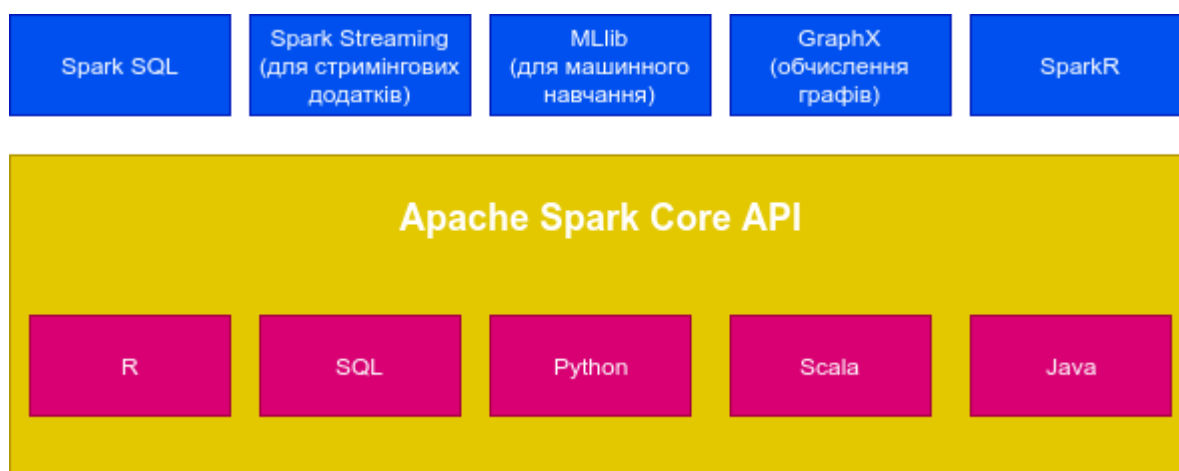 Spark SQL
Spark Streaming
(для стримінгових
додатків)
MLlib
(для машинного
навчання)
GraphX
(обчислення
графів)
SparkR
Apache Spark Core API
R
SQL
Python
Scala
Java